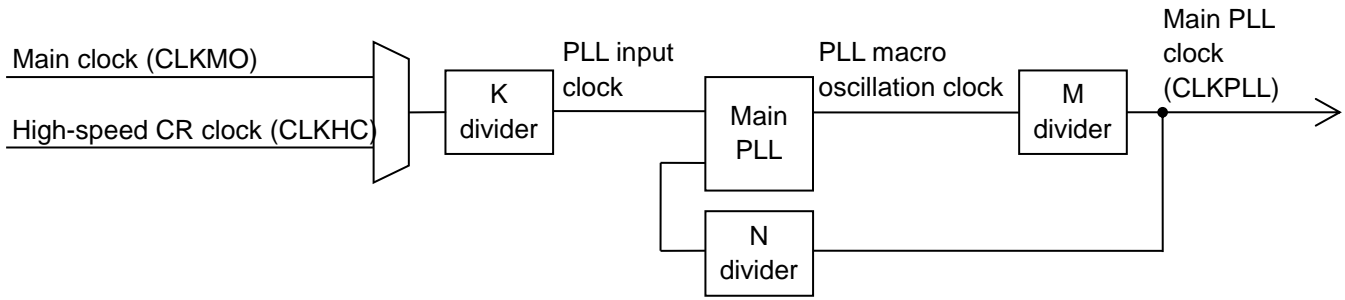 Main clock (CLKMO)
High-speed CR clock (CLKHC)
K
divider
PLL input
clock
Main
PLL
PLL macro
oscillation clock
M
divider
Main PLL
clock
(CLKPLL)
N
divider